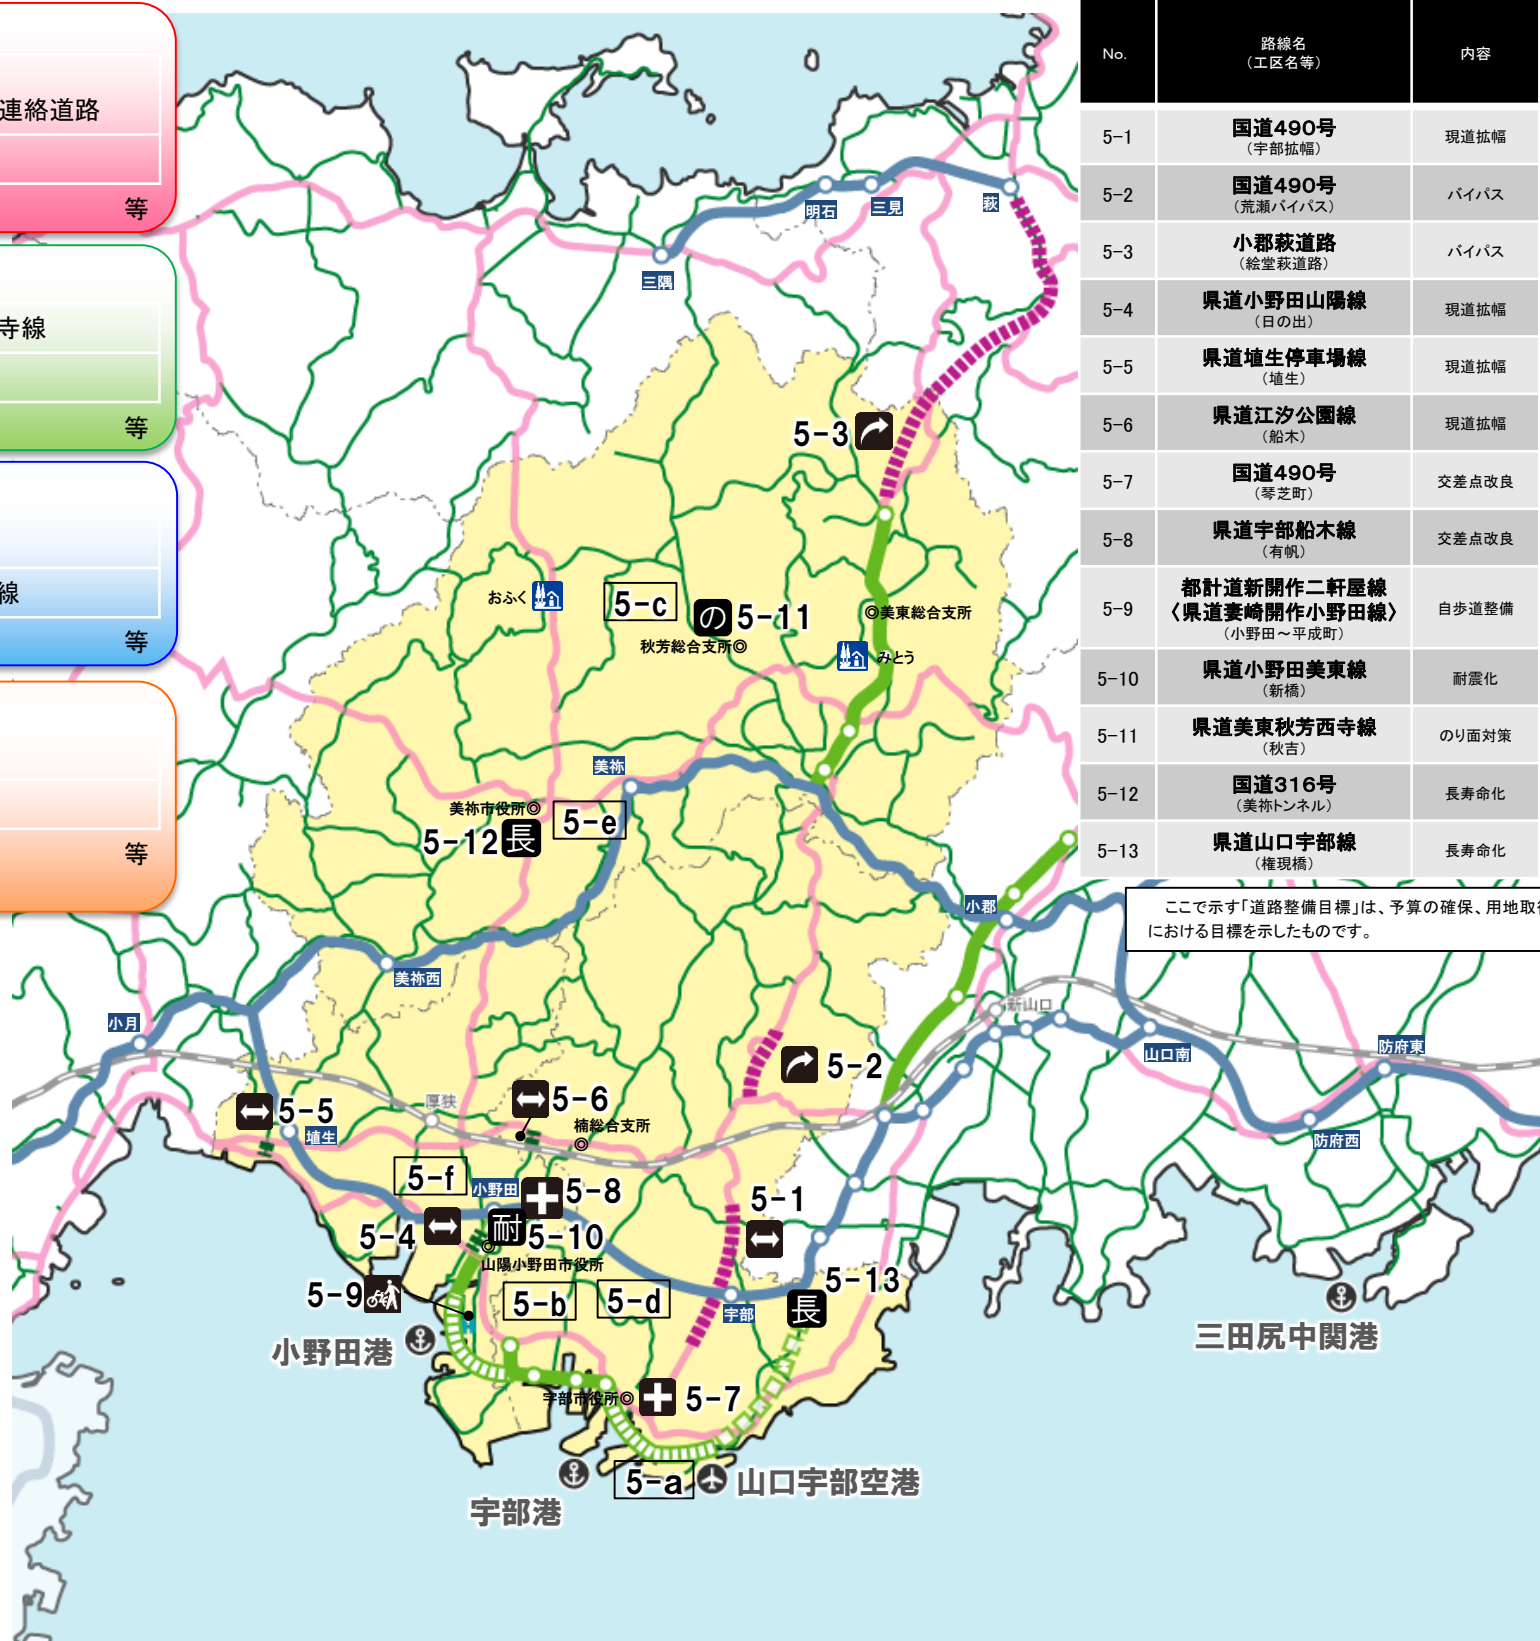 連絡道路
等
寺線
等
線
等
等
No.
路線名
（工区名等）
内容
5-1
国道490号
（宇部拡幅）
現道拡幅
5-2
国道490号
（荒瀬バイパス）
バイパス
5-3
小郡萩道路
（絵堂萩道路）
バイパス
5-4
県道小野田山陽線
（日の出）
現道拡幅
5-5
県道埴生停車場線
（埴生）
現道拡幅
5-6
県道江汐公園線
（船木）
現道拡幅
5-7
国道490号
（琴芝町）
交差点改良
5-8
県道宇部船木線
（有帆）
交差点改良
5-9
都計道新開作二軒屋線
〈県道妻崎開作小野田線〉
（小野田～平成町）
自歩道整備
5-10
県道小野田美東線
（新橋）
耐震化
5-11
県道美東秋芳西寺線
（秋吉）
のり面対策
5-12
国道316号
（美祢トンネル）
長寿命化
5-13
県道山口宇部線
（権現橋）
長寿命化
ここで示す「道路整備目標」は、予算の確保、用地取得
における目標を示したものです。
明石
三見
萩
三隅
5-3
おふく
5-c
の
5-11
◎美東総合支所
秋芳総合支所◎
みとう
美祢
美祢市役所◎
5-12
長
5-e
小郡
美祢西
小月
新山口
山口南
防府東
5-2
5-5
埴生
厚狭
5-6
楠総合支所
◎
防府西
5-f
小野田
5-8
5-1
5-4
耐
5-10
◎
山陽小野田市役所
5-9
5-b
5-d
宇部
5-13
長
小野田港
三田尻中関港
宇部市役所◎
5-7
5-a
山口宇部空港
宇部港